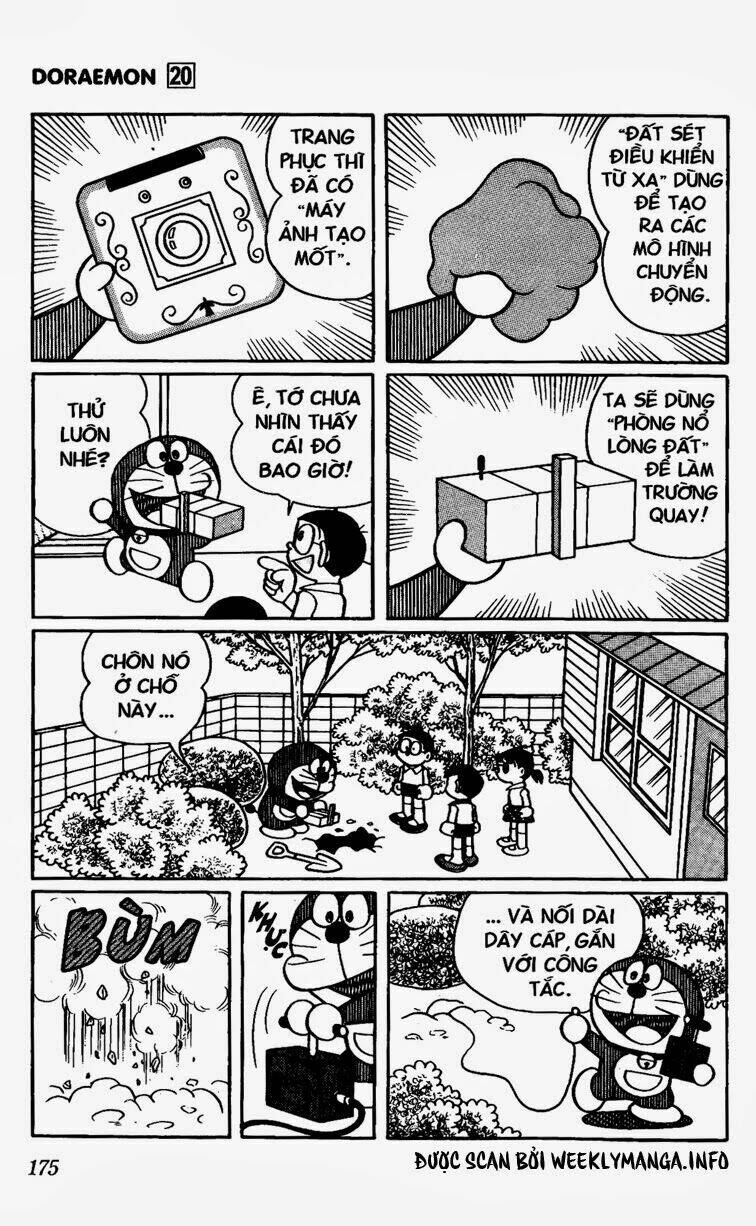 DORAEMON 20
“ĐẤT SÉT
ĐIỀU KHIỂN
TỪ XA” DÙNG
ĐỂ TẠO
RA CÁC
MÔ HÌNH
CHUYỂN
ĐỘNG.
TRANG
PHỤC THÌ
ĐÃ CÓ
“MÁY
ẢNH TẠO
MỐT”.
TA SẼ DÙNG
“PHÒNG NỔ
LÒNG ĐẤT”
ĐỂ LÀM
TRƯỜNG
QUAY!
Ê, TỚ CHƯA
NHÌN THẤY
CÁI ĐÓ
BAO GIỜ!
THỬ
LUÔN
NHÉ?
CHÔN NÓ
Ở CHỖ
NÀY...
... VÀ NỐI DÀI
DÂY CÁP, GẮN
VỚI CÔNG
TẮC.
KHỰC
BÙM
175
ĐƯỢC SCAN BỞI WEEKLYMANGA.INFO